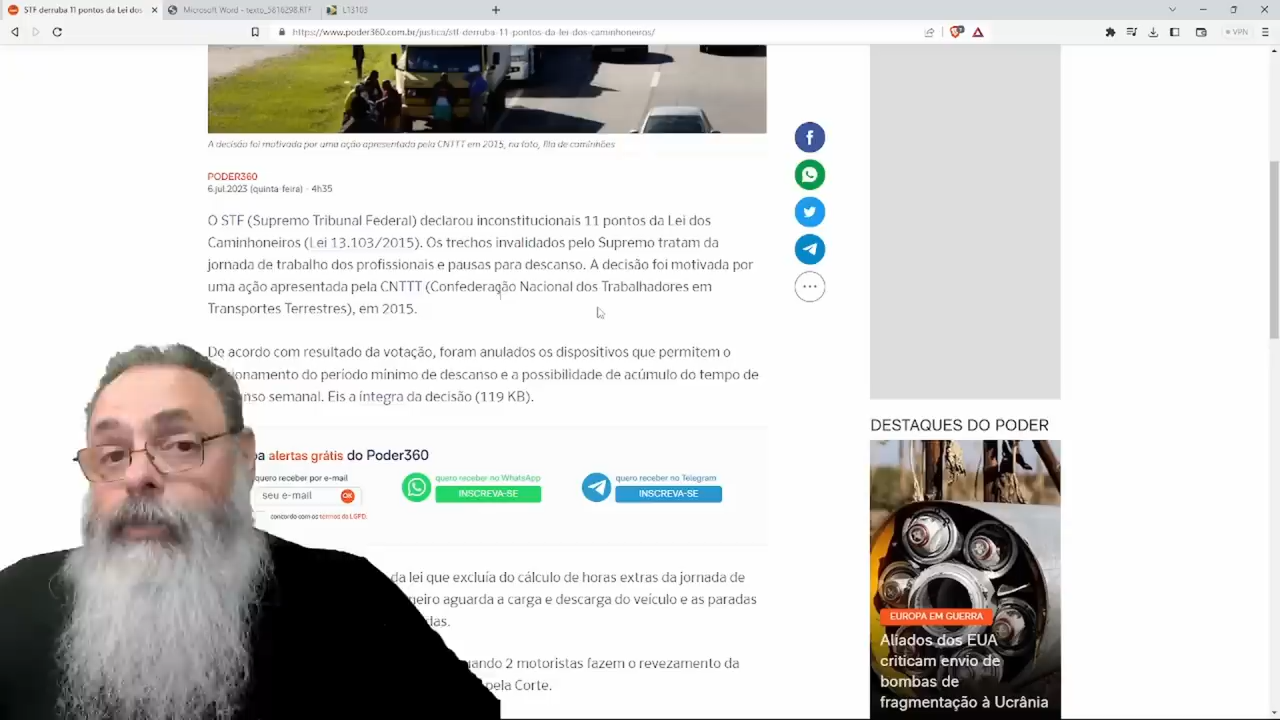 STF derruba 11 pontos da Lei dos
Microsoft Word - texto_5816298.RTF
L13103
https://www.poder360.com.br/justica/stf-derruba-11-pontos-da-lei-dos-caminhoneiros/
VPN
A decisão foi motivada por uma ação apresentada pela CNTTT em 2015, na foto, fila de caminhões
PODER360
6.jul.2023 (quinta-feira) - 4h35
O STF (Supremo Tribunal Federal) declarou inconstitucionais 11 pontos da Lei dos
Caminhoneiros (Lei 13.103/2015). Os trechos invalidados pelo Supremo tratam da
jornada de trabalho dos profissionais e pausas para descanso. A decisão foi motivada por
uma ação apresentada pela CNTTT (Confederação Nacional dos Trabalhadores em
Transportes Terrestres), em 2015.
De acordo com resultado da votação, foram anulados os dispositivos que permitem o
cionamento do período mínimo de descanso e a possibilidade de acúmulo do tempo de
anso semanal. Eis a íntegra da decisão (119 KB).
a alertas grátis do Poder360
quero receber por e-mail
seu e-mail
OK
concordo com os termos da LGPD.
quero receber no WhatsApp
INSCREVA-SE
quero receber no Telegram
INSCREVA-SE
da lei que excluía do cálculo de horas extras da jornada de
neiro aguarda a carga e descarga do veículo e as paradas
das.
ando 2 motoristas fazem o revezamento da
pela Corte.
DESTAQUES DO PODER
EUROPA EM GUERRA
Aliados dos EUA
criticam envio de
bombas de
fragmentação à Ucrânia